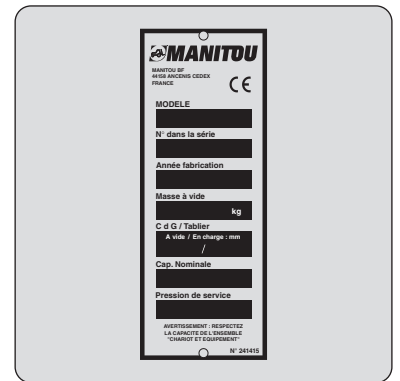 MANITOU
MANITOU BF
44158 ANCENIS CEDEX
FRANCE
CE
MODELE
N° dans la série
Année fabrication
Masse à vide
kg
C d G / Tablier
A vide / En charge : mm
/
Cap. Nominale
Pression de service
AVERTISSEMENT : RESPECTEZ
LA CAPACITE DE L'ENSEMBLE
"CHARIOT ET EQUIPEMENT"
N° 241415